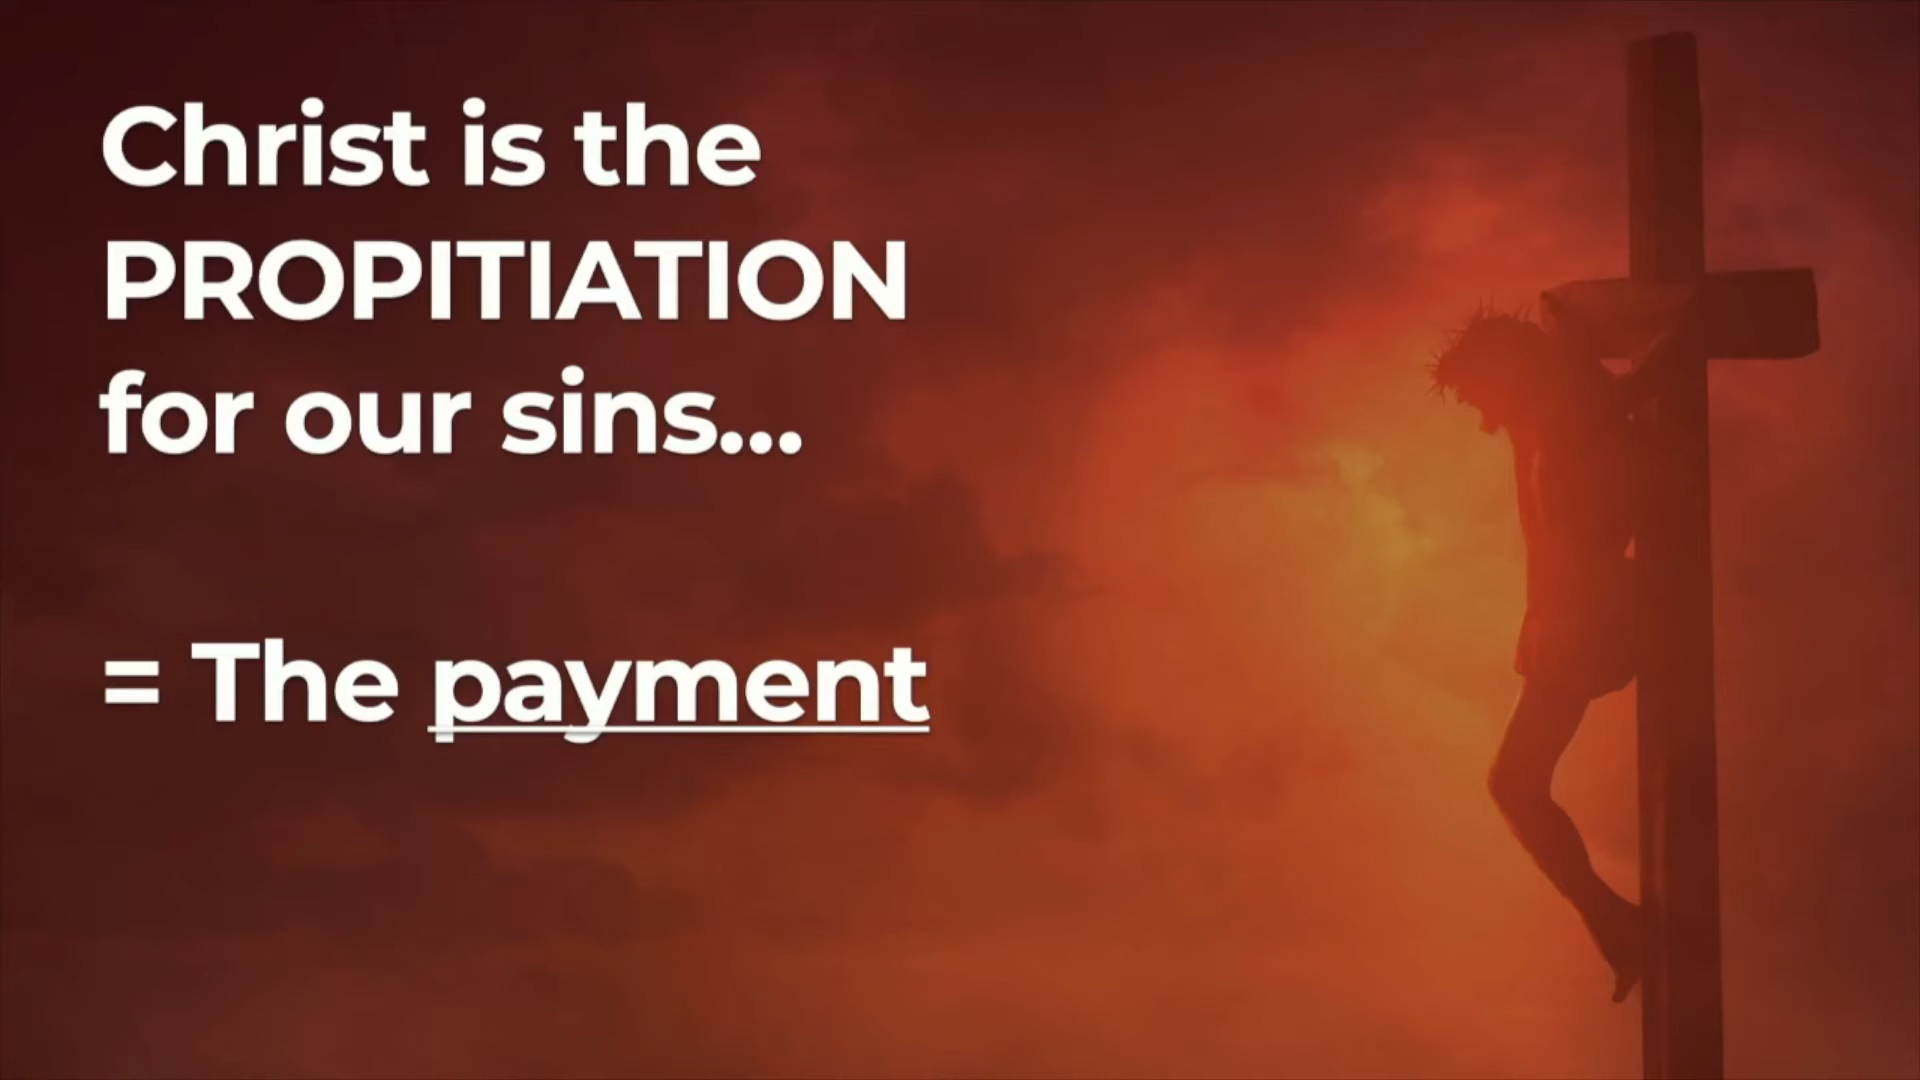 Christ is the
PROPITIATION
for our sins...
= The payment